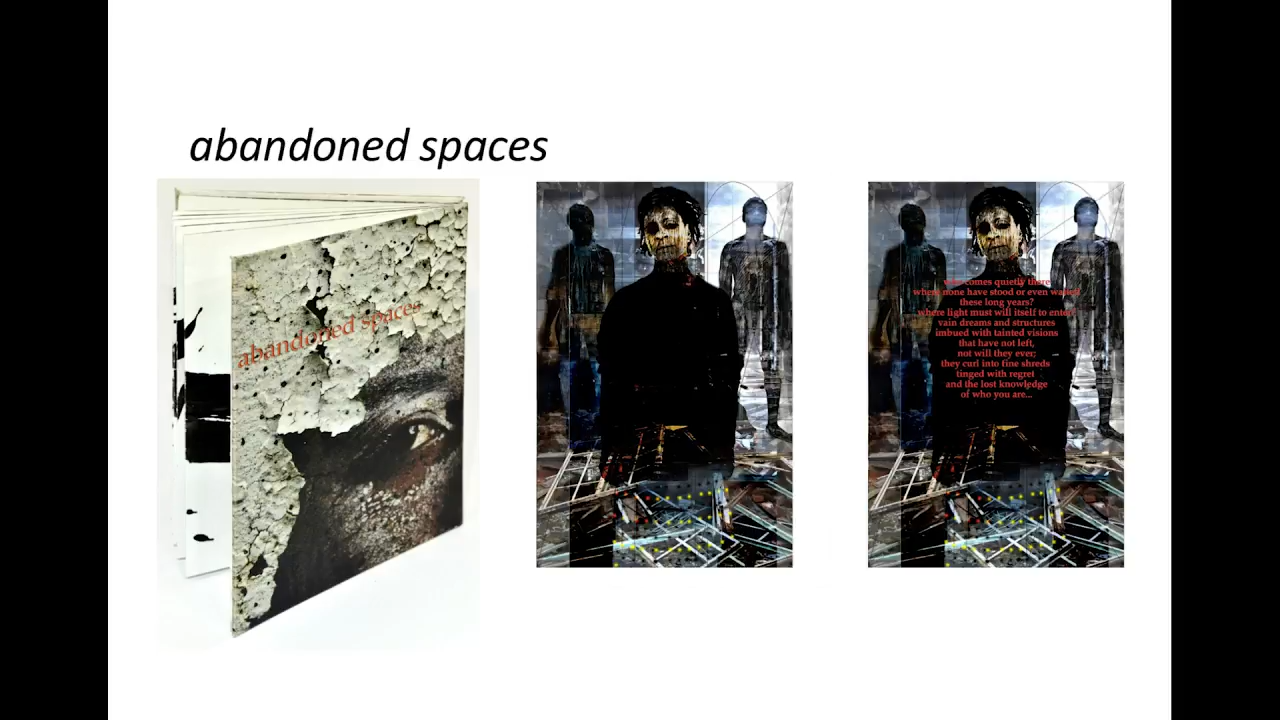 abandoned spaces
abandoned spaces
comes quietly there
where none have stood or even waited
these long years?
where light must will itself to enter
vain dreams and structures
imbued with tainted visions
that have not left,
not will they ever;
they curl into fine shreds
tinged with regret
and the lost knowledge
of who you are...